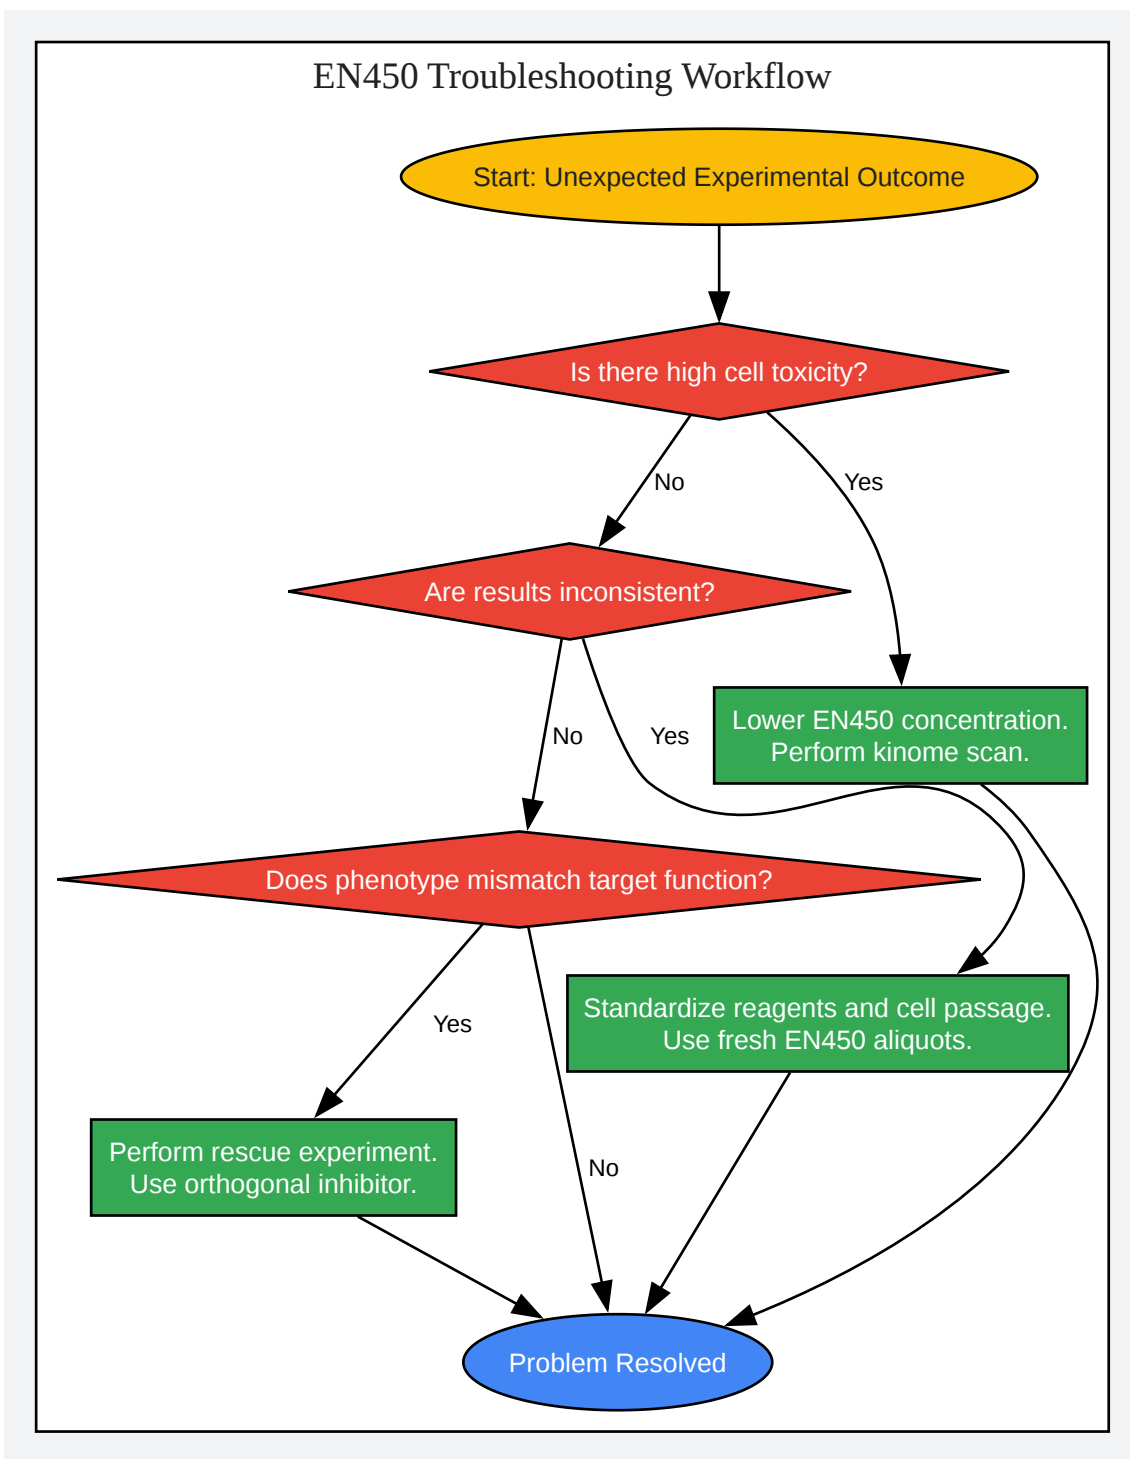 EN450 Troubleshooting Workflow
Start: Unexpected Experimental Outcome
Is there high cell toxicity?
No
Yes
Are results inconsistent?
Lower EN450 concentration.
Perform kinome scan.
No
Yes
Does phenotype mismatch target function?
Standardize reagents and cell passage.
Use fresh EN450 aliquots.
Yes
Perform rescue experiment.
Use orthogonal inhibitor.
No
Problem Resolved